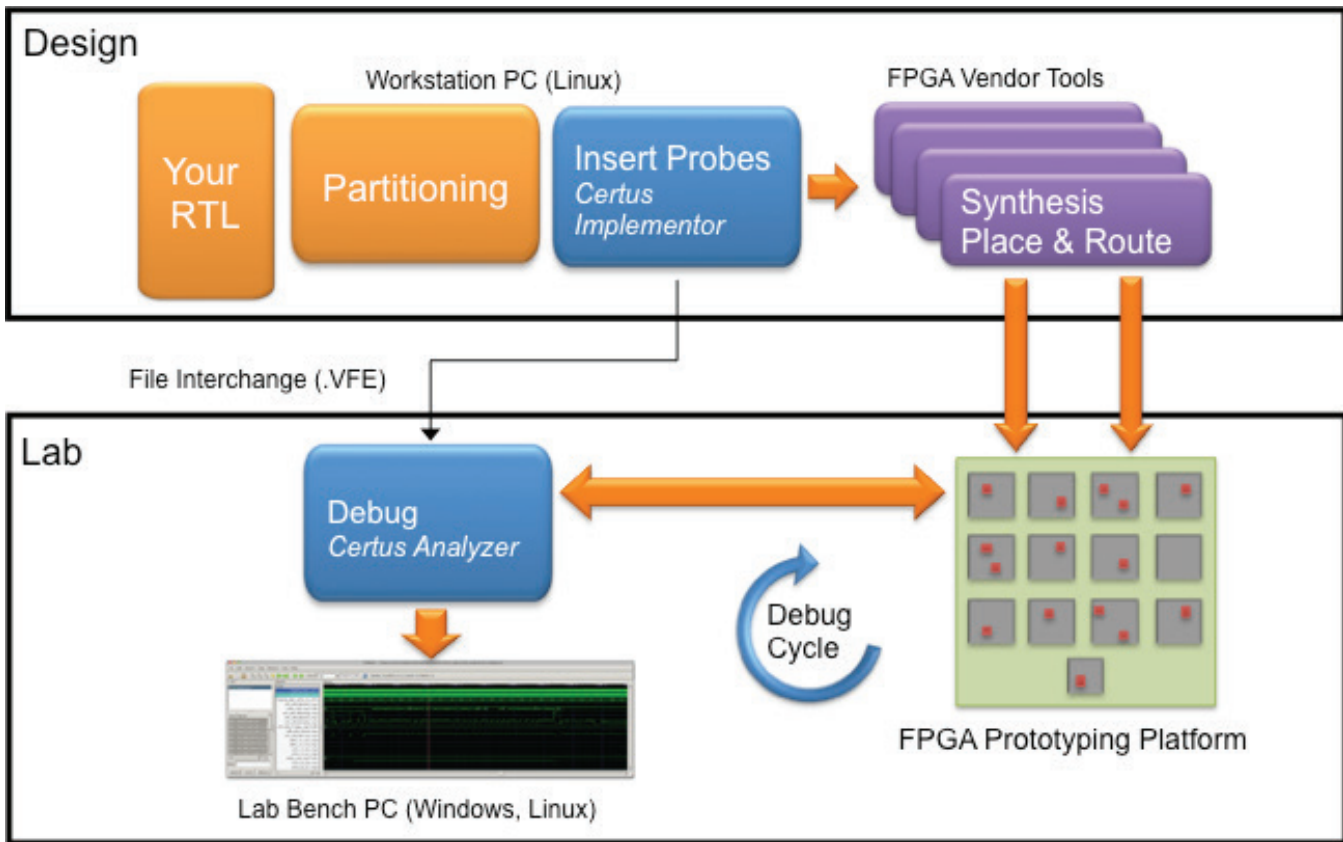 Design
Workstation PC (Linux)
FPGA Vendor Tools
Your
RTL
Partitioning
Insert Probes
Certus
Implementor
Synthesis
Place & Route
File Interchange (.VFE)
Lab
Debug
Certus Analyzer
Debug
Cycle
FPGA Prototyping Platform
Lab Bench PC (Windows, Linux)